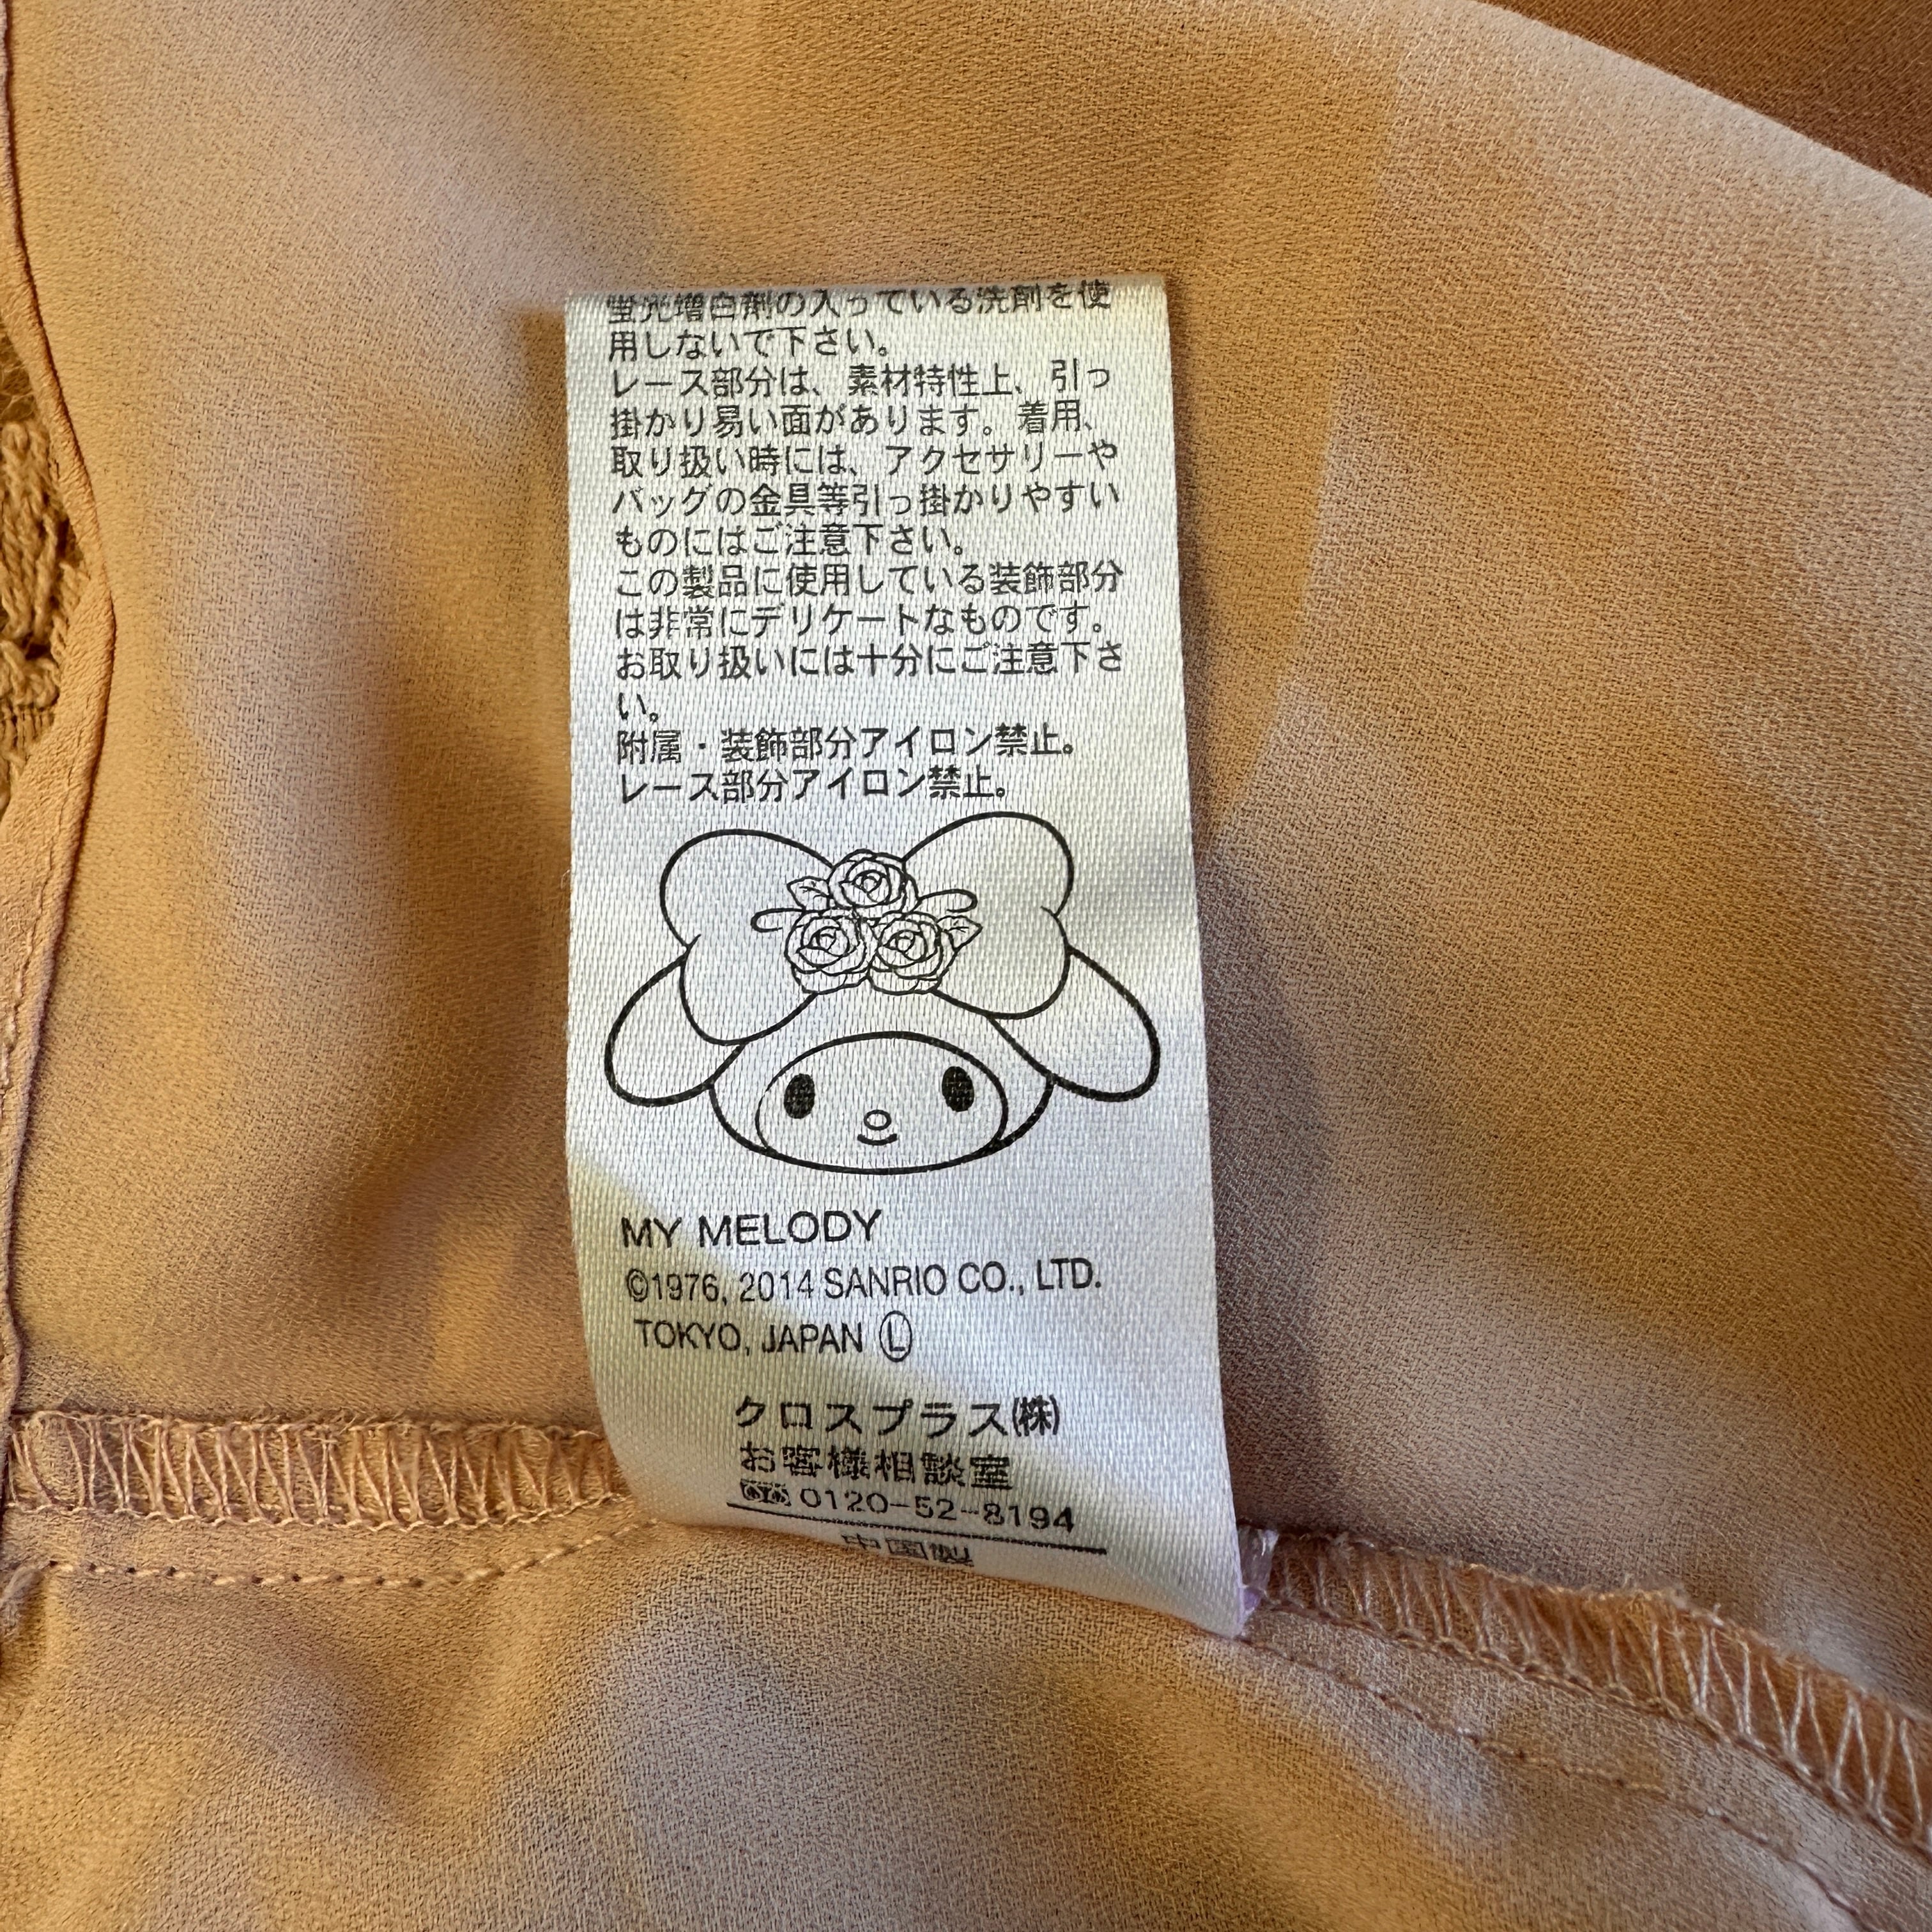 蛍光増白剤の入っている洗剤を使
用しないで下さい。
レース部分は、素材特性上、引っ
掛かり易い面があります。着用、
取り扱い時には、アクセサリーや
バッグの金具等引っ掛かりやすい
ものにはご注意下さい。
この製品に使用している装飾部分
は非常にデリケートなものです。
お取り扱いには十分にご注意下さ
い。
附属・装飾部分アイロン禁止。
レース部分アイロン禁止。
MY MELODY
©1976, 2014 SANRIO CO., LTD.
TOKYO, JAPAN Ⓛ
クロスプラス㈱
お客様相談室
0120-52-8194
中国製